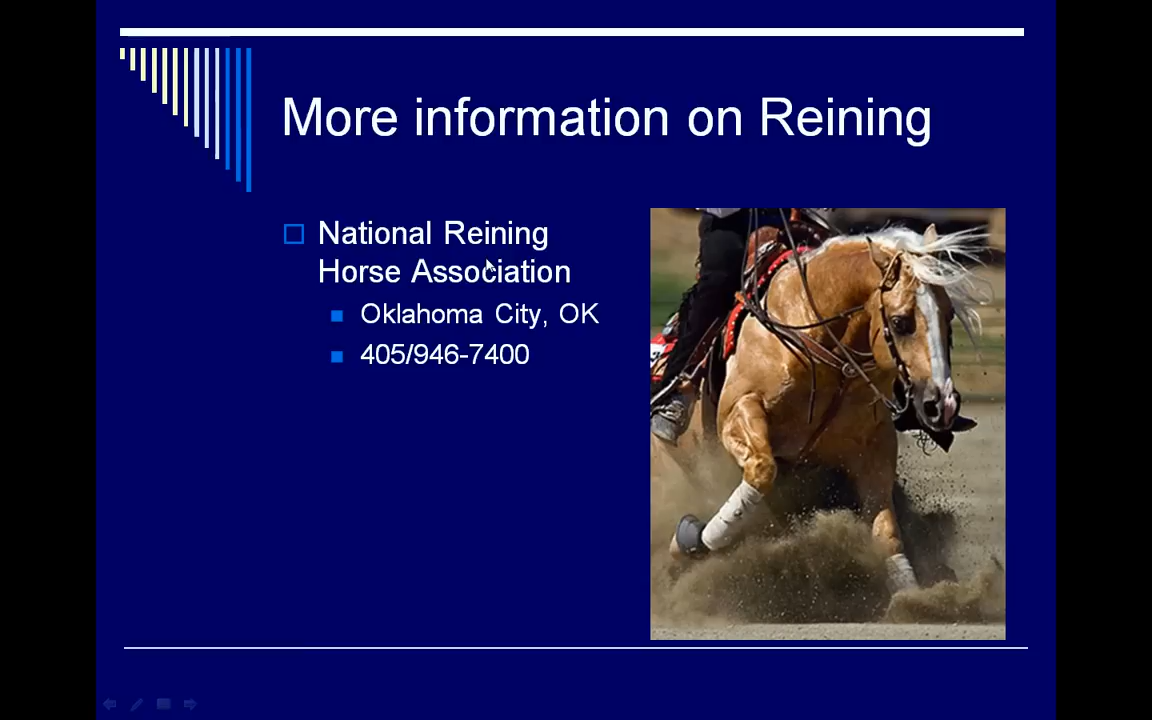 More information on Reining
National Reining
Horse Association
Oklahoma City, OK
405/946-7400